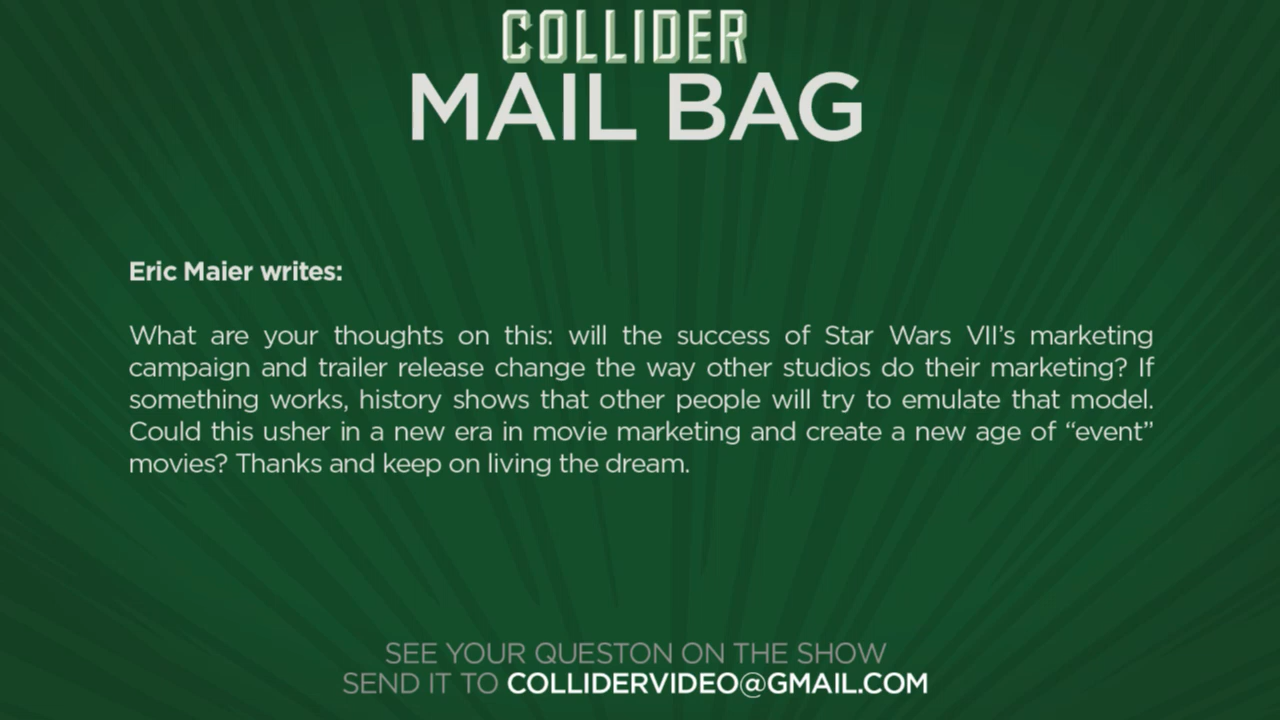 COLLIDER
MAIL BAG
Eric Maier writes:
What are your thoughts on this: will the success of Star Wars VII’s marketing
campaign and trailer release change the way other studios do their marketing? If
something works, history shows that other people will try to emulate that model.
Could this usher in a new era in movie marketing and create a new age of “event”
movies? Thanks and keep on living the dream.
SEE YOUR QUESTON ON THE SHOW
SEND IT TO COLLIDERVIDEO@GMAIL.COM